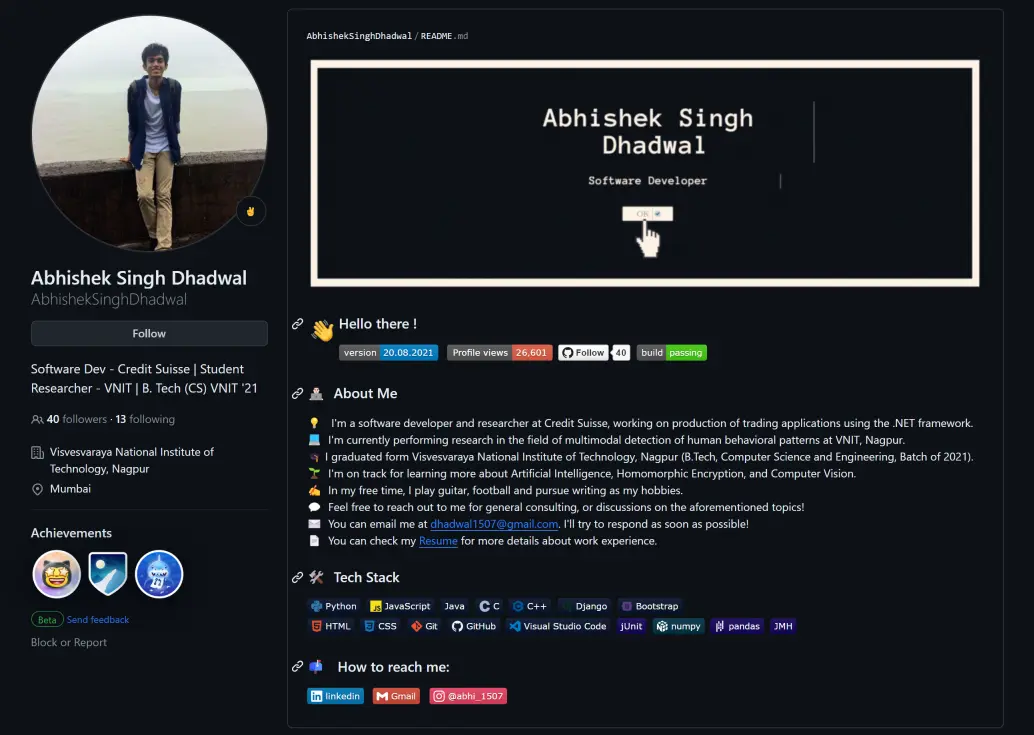 Abhishek Singh Dhadwal
AbhishekSinghDhadwal
Follow
Software Dev - Credit Suisse | Student
Researcher - VNIT | B. Tech (CS) VNIT '21
40 followers · 13 following
Visvesvaraya National Institute of
Technology, Nagpur
Mumbai
Achievements
Beta Send feedback
Block or Report
AbhishekSinghDhadwal / README.md
Abhishek Singh
Dhadwal
Software Developer
OK
Hello there !
version 20.08.2021 Profile views 26,601 Follow 40 build passing
About Me
I'm a software developer and researcher at Credit Suisse, working on production of trading applications using the .NET framework.
I'm currently performing research in the field of multimodal detection of human behavioral patterns at VNIT, Nagpur.
I graduated form Visvesvaraya National Institute of Technology, Nagpur (B.Tech, Computer Science and Engineering, Batch of 2021).
I'm on track for learning more about Artificial Intelligence, Homomorphic Encryption, and Computer Vision.
In my free time, I play guitar, football and pursue writing as my hobbies.
Feel free to reach out to me for general consulting, or discussions on the aforementioned topics!
You can email me at dhadwal1507@gmail.com. I'll try to respond as soon as possible!
You can check my Resume for more details about work experience.
Tech Stack
Python JavaScript Java C C++ Django Bootstrap
HTML CSS Git GitHub Visual Studio Code jUnit numpy pandas JMH
How to reach me:
linkedin Gmail @abhi_1507